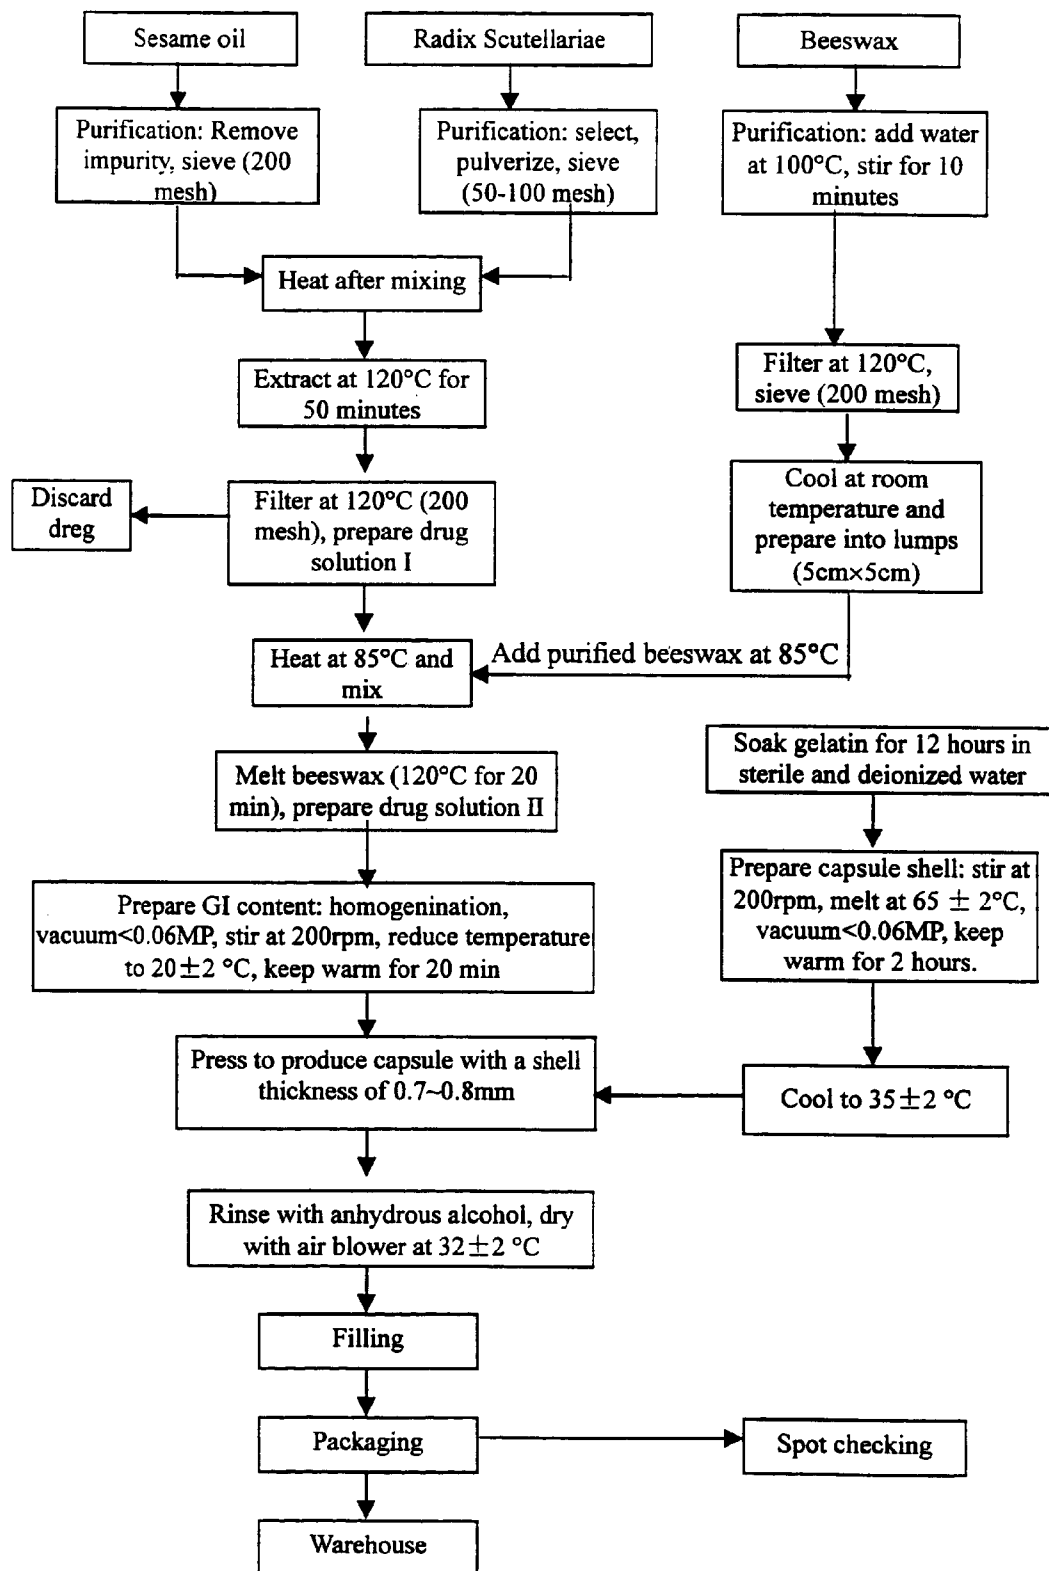 Sesame oil
Radix Scutellariae
Beeswax
Purification: Remove
impurity, sieve (200
mesh)
Purification: select,
pulverize, sieve
(50-100 mesh)
Purification: add water
at 100°C, stir for 10
minutes
Heat after mixing
Extract at 120°C for
50 minutes
Filter at 120°C,
sieve (200 mesh)
Discard
dreg
Filter at 120°C (200
mesh), prepare drug
solution I
Cool at room
temperature and
prepare into lumps
(5cm×5cm)
Heat at 85°C and
mix
Add purified beeswax at 85°C
Melt beeswax (120°C for 20
min), prepare drug solution II
Soak gelatin for 12 hours in
sterile and deionized water
Prepare GI content: homogenination,
vacuum<0.06MP, stir at 200rpm, reduce temperature
to 20±2 °C, keep warm for 20 min
Prepare capsule shell: stir at
200rpm, melt at 65 ± 2°C,
vacuum<0.06MP, keep
warm for 2 hours.
Press to produce capsule with a shell
thickness of 0.7~0.8mm
Cool to 35±2 °C
Rinse with anhydrous alcohol, dry
with air blower at 32±2 °C
Filling
Packaging
Spot checking
Warehouse